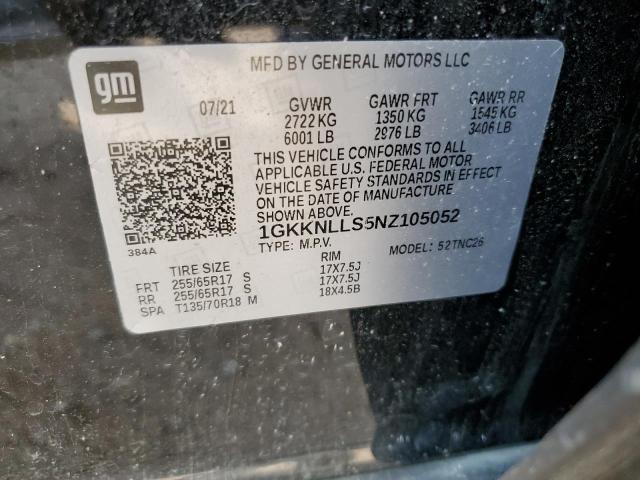 gm
MFD BY GENERAL MOTORS LLC
07/21 GVWR GAWR FRT GAWR RR
2722 KG 1350 KG 1545 KG
6001 LB 2976 LB 3406 LB
THIS VEHICLE CONFORMS TO ALL
APPLICABLE U.S. FEDERAL MOTOR
VEHICLE SAFETY STANDARDS IN EFFECT
ON THE DATE OF MANUFACTURE
SHOWN ABOVE.
1GKKNLLS5NZ105052
384A
TYPE: M.P.V. MODEL: 52TNC26
TIRE SIZE RIM
FRT 255/65R17 S 17X7.5J
RR 255/65R17 S 17X7.5J
SPA T135/70R18 M 18X4.5B